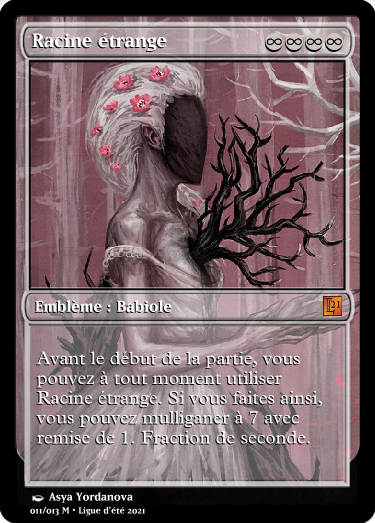 Racine étrange ∞∞∞∞
Emblème : Babiole
L21
Avant le début de la partie, vous
pouvez à tout moment utiliser
Racine étrange. Si vous faites ainsi,
vous pouvez mulliganer à 7 avec
remise de 1. Fraction de seconde.
Asya Yordanova
011/013 M • Ligue d'été 2021